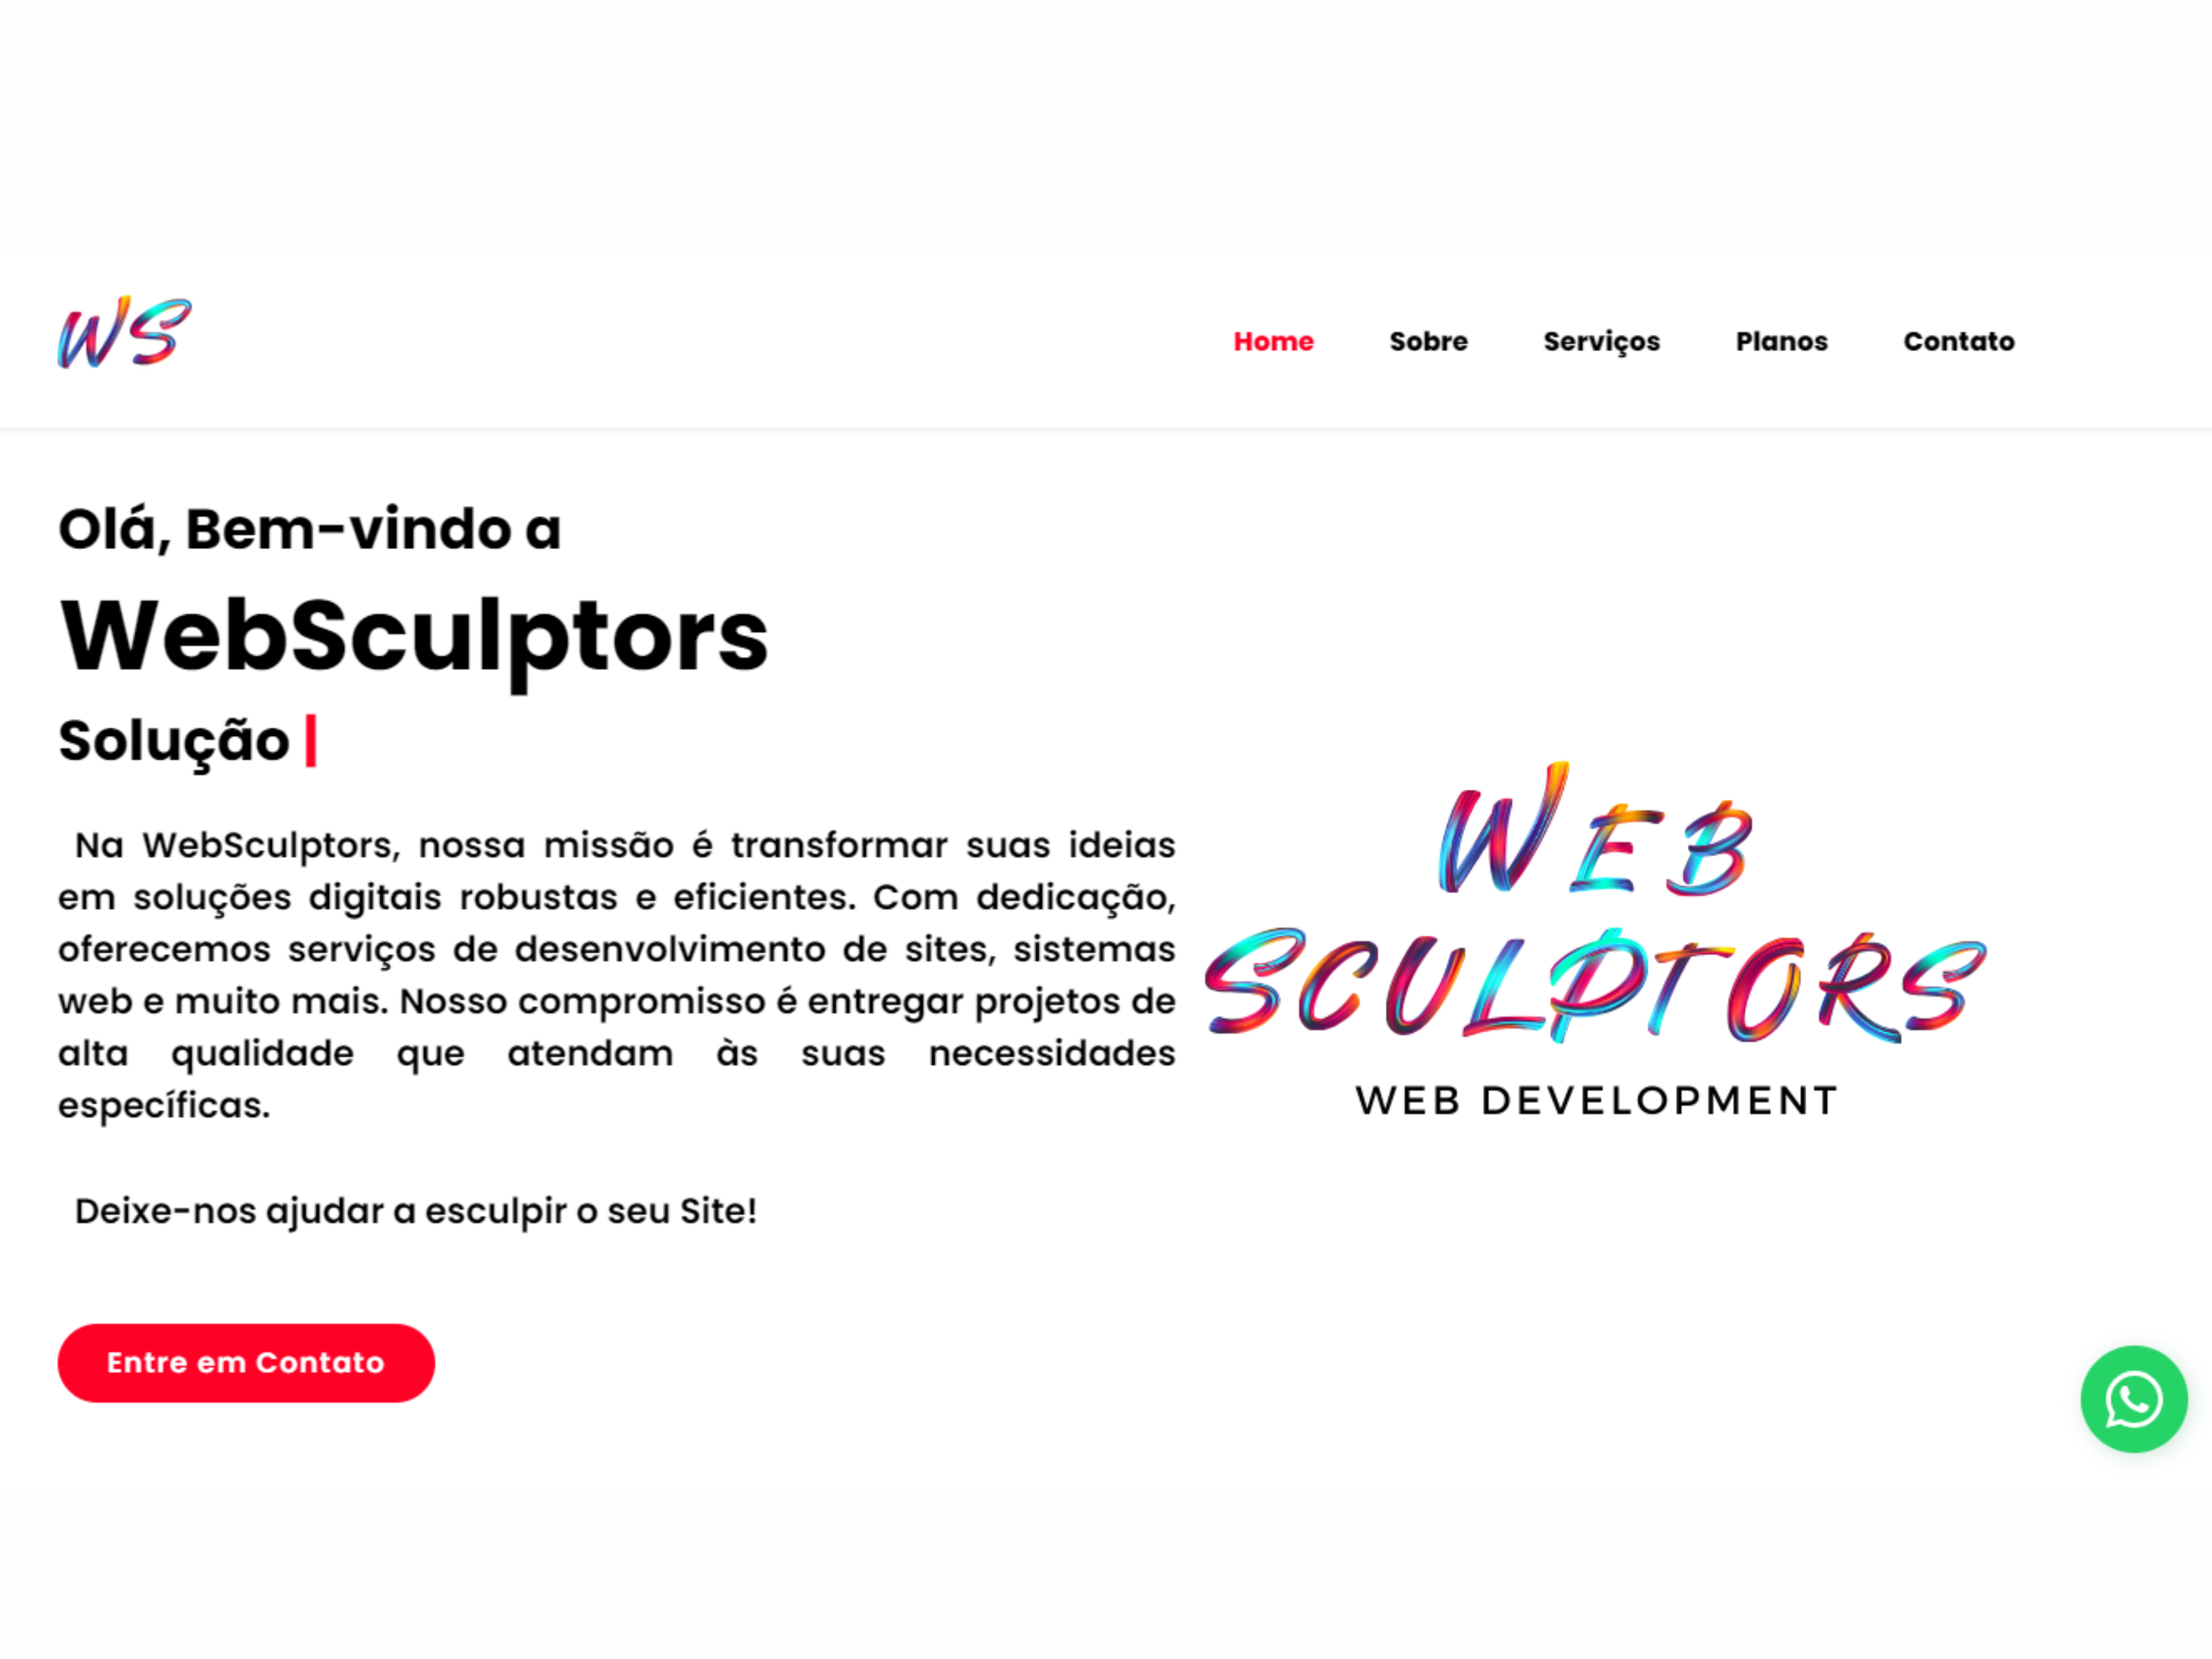 WS
Home Sobre Serviços Planos Contato
Olá, Bem-vindo a
WebSculptors
Solução
Na WebSculptors, nossa missão é transformar suas ideias
em soluções digitais robustas e eficientes. Com dedicação,
oferecemos serviços de desenvolvimento de sites, sistemas
web e muito mais. Nosso compromisso é entregar projetos de
alta qualidade que atendam às suas necessidades
específicas.
Deixe-nos ajudar a esculpir o seu Site!
Entre em Contato
WEB
SCULPTORS
WEB DEVELOPMENT